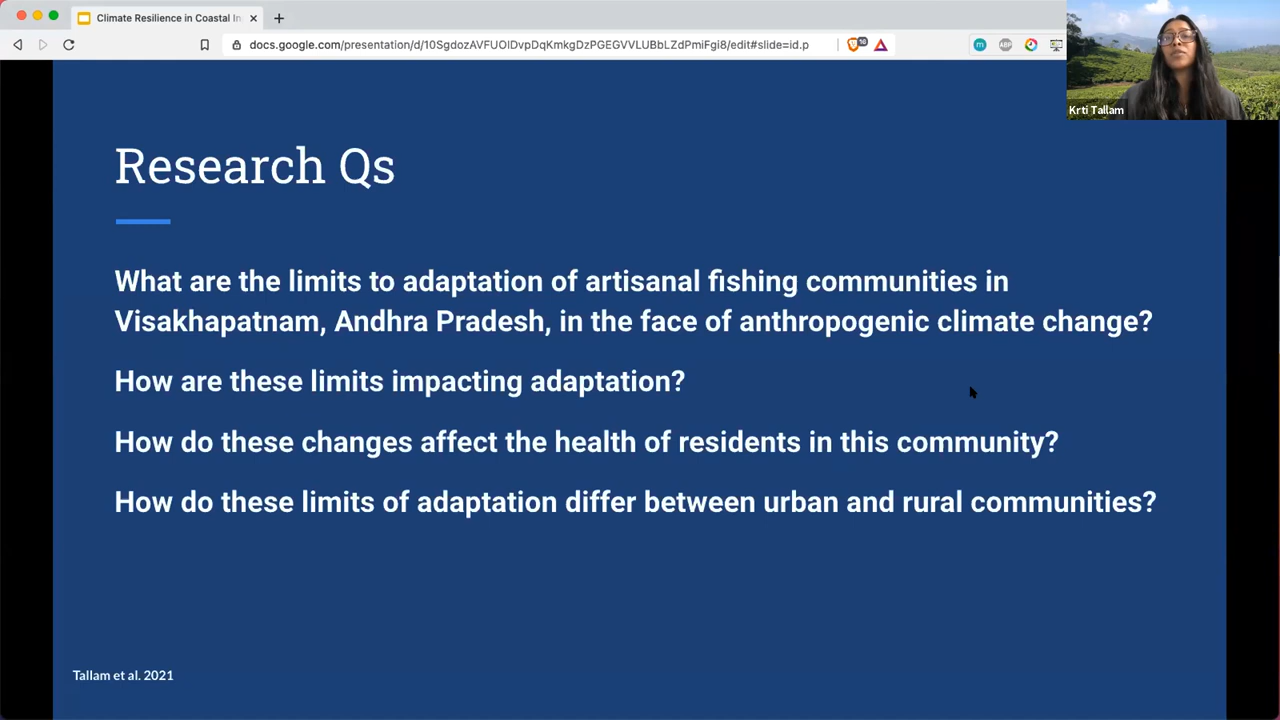 Climate Resilience in Coastal In
docs.google.com/presentation/d/10SgdozAVFUOIDvpDqKmkgDzPGEGVVLUBbLZdPmiFgi8/edit#slide=id.p
10
m
ABP
Krti Tallam
Research Qs
What are the limits to adaptation of artisanal fishing communities in
Visakhapatnam, Andhra Pradesh, in the face of anthropogenic climate change?
How are these limits impacting adaptation?
How do these changes affect the health of residents in this community?
How do these limits of adaptation differ between urban and rural communities?
Tallam et al. 2021